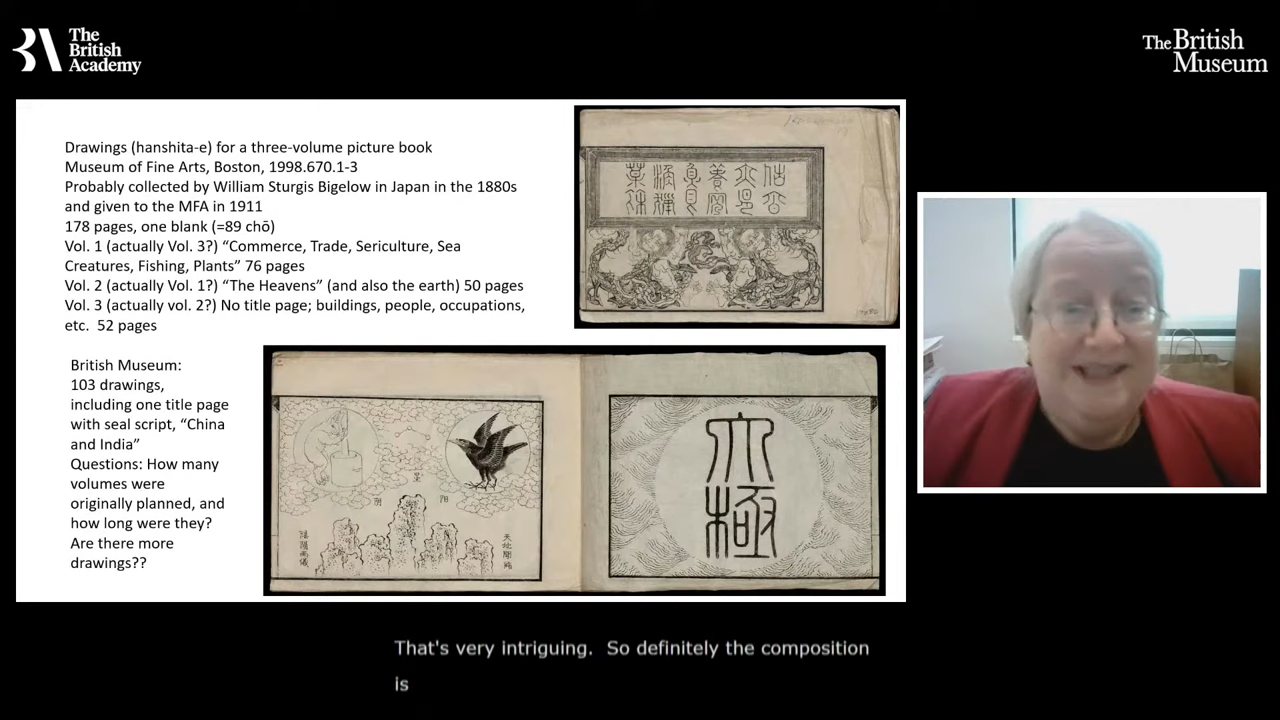 The
British
Academy
The British
Museum
Drawings (hanshita-e) for a three-volume picture book
Museum of Fine Arts, Boston, 1998.670.1-3
Probably collected by William Sturgis Bigelow in Japan in the 1880s
and given to the MFA in 1911
178 pages, one blank (=89 chō)
Vol. 1 (actually Vol. 3?) “Commerce, Trade, Sericulture, Sea
Creatures, Fishing, Plants” 76 pages
Vol. 2 (actually Vol. 1?) “The Heavens” (and also the earth) 50 pages
Vol. 3 (actually vol. 2?) No title page; buildings, people, occupations,
etc.  52 pages
British Museum:
103 drawings,
including one title page
with seal script, “China
and India”
Questions: How many
volumes were
originally planned, and
how long were they?
Are there more
drawings??
星
陰
陽
太極
That's very intriguing.  So definitely the composition
is